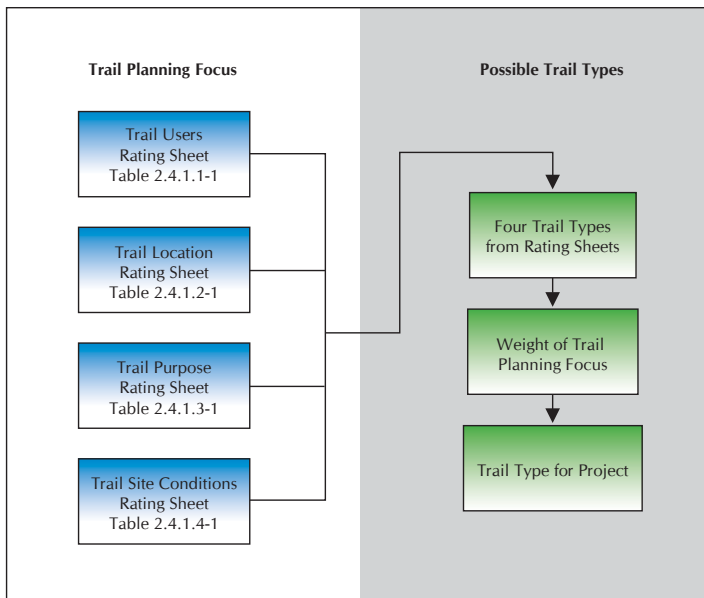 Trail Planning Focus
Trail Users
Rating Sheet
Table 2.4.1.1-1
Trail Location
Rating Sheet
Table 2.4.1.2-1
Trail Purpose
Rating Sheet
Table 2.4.1.3-1
Trail Site Conditions
Rating Sheet
Table 2.4.1.4-1
Possible Trail Types
Four Trail Types
from Rating Sheets
Weight of Trail
Planning Focus
Trail Type for Project